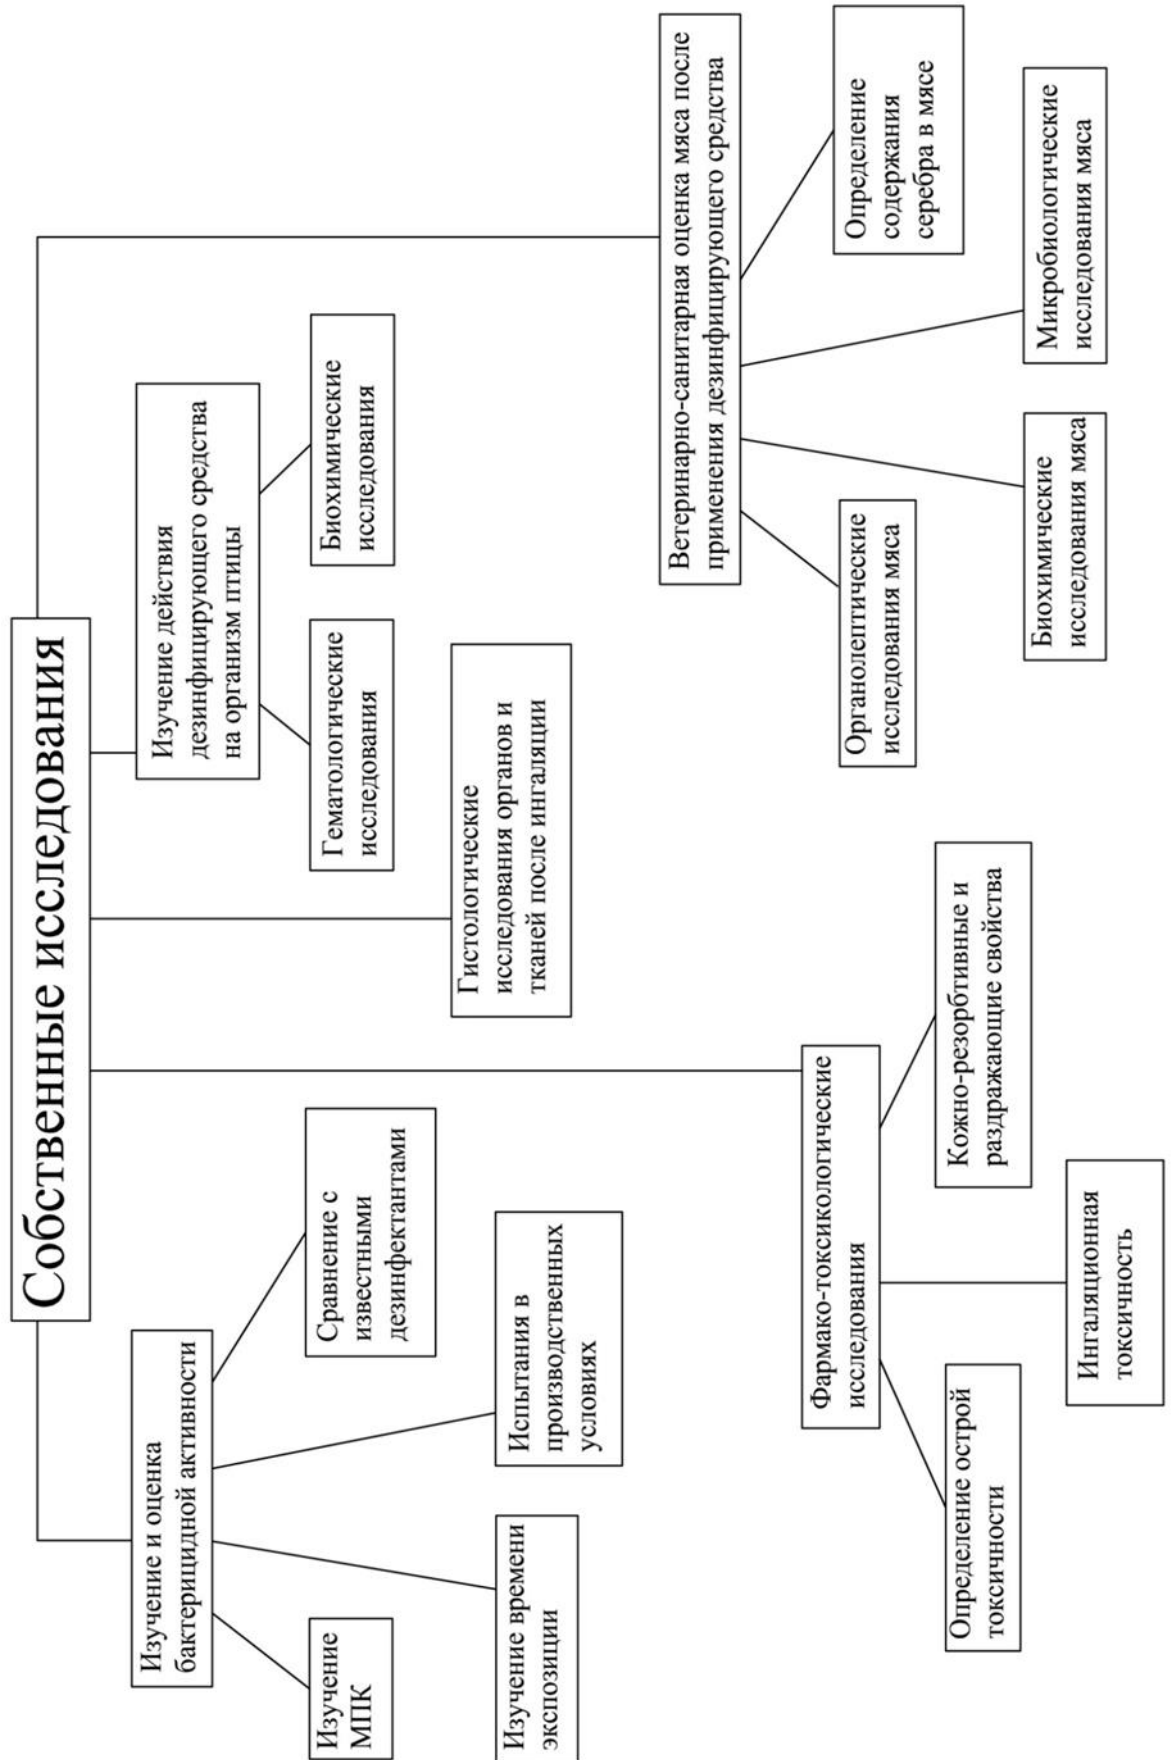 Собственные исследования
Изучение и оценка
бактерицидной активности
Изучение
МПК
Изучение времени
экспозиции
Испытания в
производственных
условиях
Сравнение с
известными
дезинфектантами
Фармако-токсикологические
исследования
Определение острой
токсичности
Ингаляционная
токсичность
Кожно-резорбтивные и
раздражающие свойства
Гистологические
исследования органов и
тканей после ингаляции
Изучение действия
дезинфицирующего средства
на организм птицы
Гематологические
исследования
Биохимические
исследования
Ветеринарно-санитарная оценка мяса после
применения дезинфицирующего средства
Органолептические
исследования мяса
Биохимические
исследования мяса
Микробиологические
исследования мяса
Определение
содержания
серебра в мясе